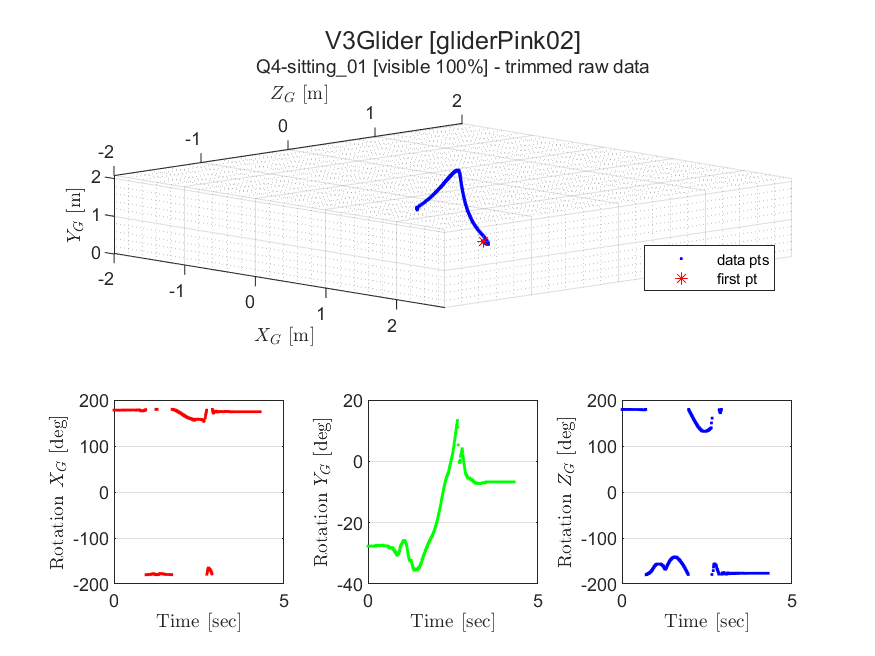 V3Glider [gliderPink02]
Q4-sitting_01 [visible 100%] - trimmed raw data
Z_G [m]
2
1
0
-1
-2
2
1
0
Y_G [m]
-2
-1
0
1
2
X_G [m]
data pts
first pt
200
100
0
-100
-200
Rotation X_G [deg]
0
5
Time [sec]
20
0
-20
-40
Rotation Y_G [deg]
0
5
Time [sec]
200
100
0
-100
-200
Rotation Z_G [deg]
0
5
Time [sec]